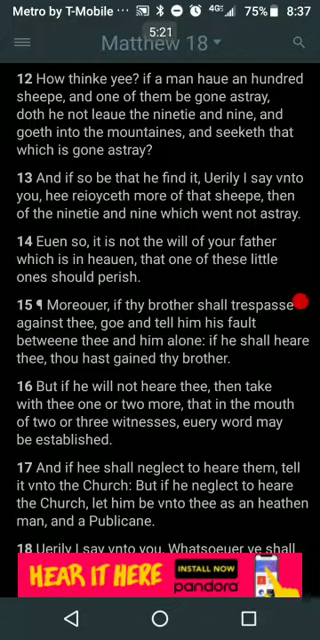 Metro by T-Mobile ··· 4G 75% 8:37
5:21
Matthew 18
12 How thinke yee? if a man haue an hundred
sheepe, and one of them be gone astray,
doth he not leaue the ninetie and nine, and
goeth into the mountaines, and seeketh that
which is gone astray?
13 And if so be that he find it, Uerily I say vnto
you, hee reioyceth more of that sheepe, then
of the ninetie and nine which went not astray.
14 Euen so, it is not the will of your father
which is in heauen, that one of these little
ones should perish.
15 ¶ Moreouer, if thy brother shall trespasse
against thee, goe and tell him his fault
betweene thee and him alone: if he shall heare
thee, thou hast gained thy brother.
16 But if he will not heare thee, then take
with thee one or two more, that in the mouth
of two or three witnesses, euery word may
be established.
17 And if hee shall neglect to heare them, tell
it vnto the Church: But if he neglect to heare
the Church, let him be vnto thee as an heathen
man, and a Publicane.
18 Uerily I say vnto you, Whatsoeuer ye shall
HEAR IT HERE INSTALL NOW
pandora